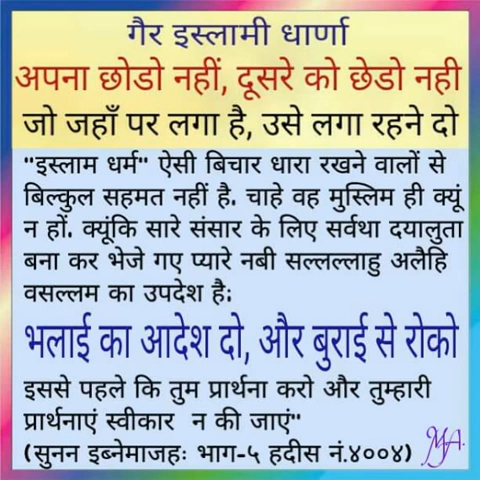 गैर इस्लामी धार्णा
अपना छोडो नहीं, दूसरे को छेडो नही
जो जहाँ पर लगा है, उसे लगा रहने दो
"इस्लाम धर्म" ऐसी बिचार धारा रखने वालों से
बिल्कुल सहमत नहीं है. चाहे वह मुस्लिम ही क्यूं
न हों. क्यूंकि सारे संसार के लिए सर्वथा दयालुता
बना कर भेजे गए प्यारे नबी सल्लल्लाहु अलैहि
वसल्लम का उपदेश है:
भलाई का आदेश दो, और बुराई से रोको
इससे पहले कि तुम प्रार्थना करो और तुम्हारी
प्रार्थनाएं स्वीकार न की जाएं"
(सुनन इब्नेमाजहः भाग-५ हदीस नं.४००४)
M.A.